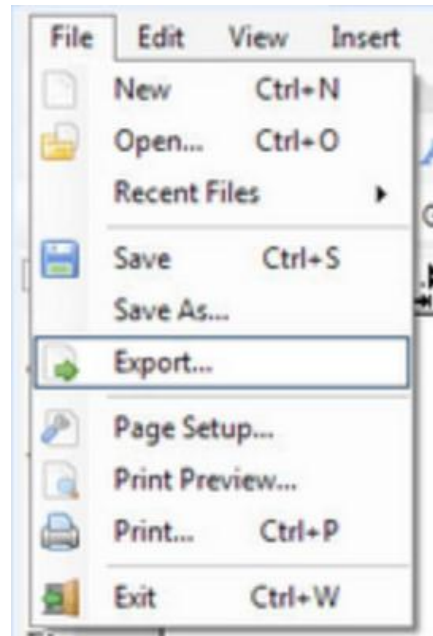 File Edit View Insert
New Ctrl+N
Open... Ctrl+O
Recent Files
Save Ctrl+S
Save As...
Export...
Page Setup...
Print Preview...
Print... Ctrl+P
Exit Ctrl+W